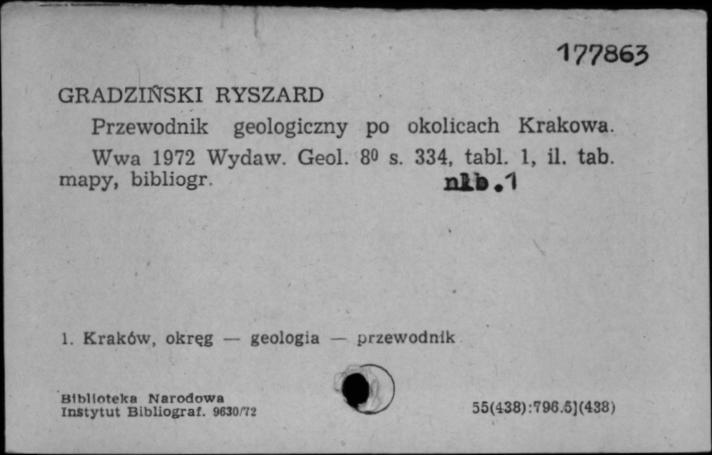 177863
GRADZIŃSKI RYSZARD
Przewodnik geologiczny po okolicach Krakowa.
Wwa 1972 Wydaw. Geol. 8⁰ s. 334, tabl. 1, il. tab.
mapy, bibliogr. nlb.1
1. Kraków, okręg — geologia — przewodnik
Biblioteka Narodowa
Instytut Bibliograf. 9630/72
55(438):796.5](438)